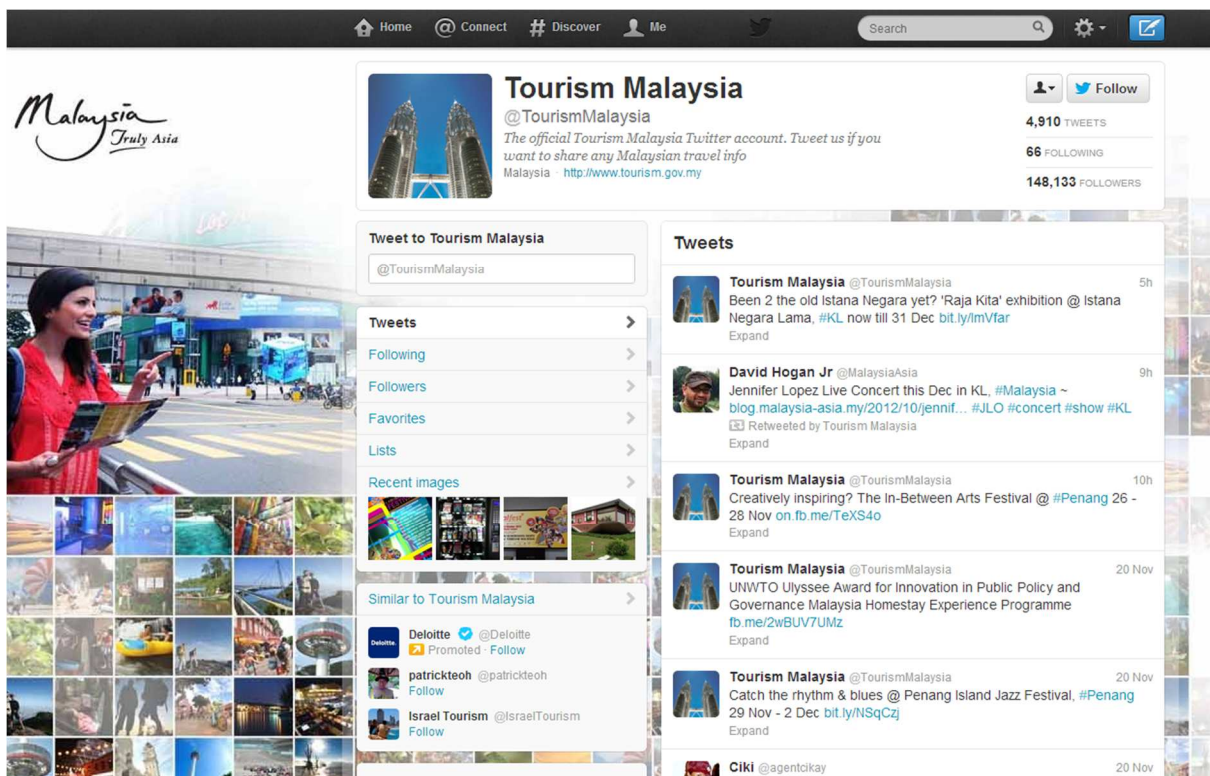 Home
Connect
Discover
Me
Search
Malaysia
Truly Asia
Tourism Malaysia
@TourismMalaysia
The official Tourism Malaysia Twitter account. Tweet us if you
want to share any Malaysian travel info
Malaysia · http://www.tourism.gov.my
Follow
4,910 TWEETS
66 FOLLOWING
148,133 FOLLOWERS
Tweet to Tourism Malaysia
@TourismMalaysia
Tweets
Following
Followers
Favorites
Lists
Recent images
Similar to Tourism Malaysia
Deloitte.
Deloitte @Deloitte
Promoted · Follow
patrickteoh @patrickteoh
Follow
Israel Tourism @IsraelTourism
Follow
Tweets
Tourism Malaysia @TourismMalaysia 5h
Been 2 the old Istana Negara yet? 'Raja Kita' exhibition @ Istana
Negara Lama, #KL now till 31 Dec bit.ly/ImVfar
Expand
David Hogan Jr @MalaysiaAsia 9h
Jennifer Lopez Live Concert this Dec in KL, #Malaysia ~
blog.malaysia-asia.my/2012/10/jennif... #JLO #concert #show #KL
Retweeted by Tourism Malaysia
Expand
Tourism Malaysia @TourismMalaysia 10h
Creatively inspiring? The In-Between Arts Festival @ #Penang 26 -
28 Nov on.fb.me/TeXS4o
Expand
Tourism Malaysia @TourismMalaysia 20 Nov
UNWTO Ulyssee Award for Innovation in Public Policy and
Governance Malaysia Homestay Experience Programme
fb.me/2wBUV7UMz
Expand
Tourism Malaysia @TourismMalaysia 20 Nov
Catch the rhythm & blues @ Penang Island Jazz Festival, #Penang
29 Nov - 2 Dec bit.ly/NSqCzj
Expand
Ciki @agentcikay 20 Nov